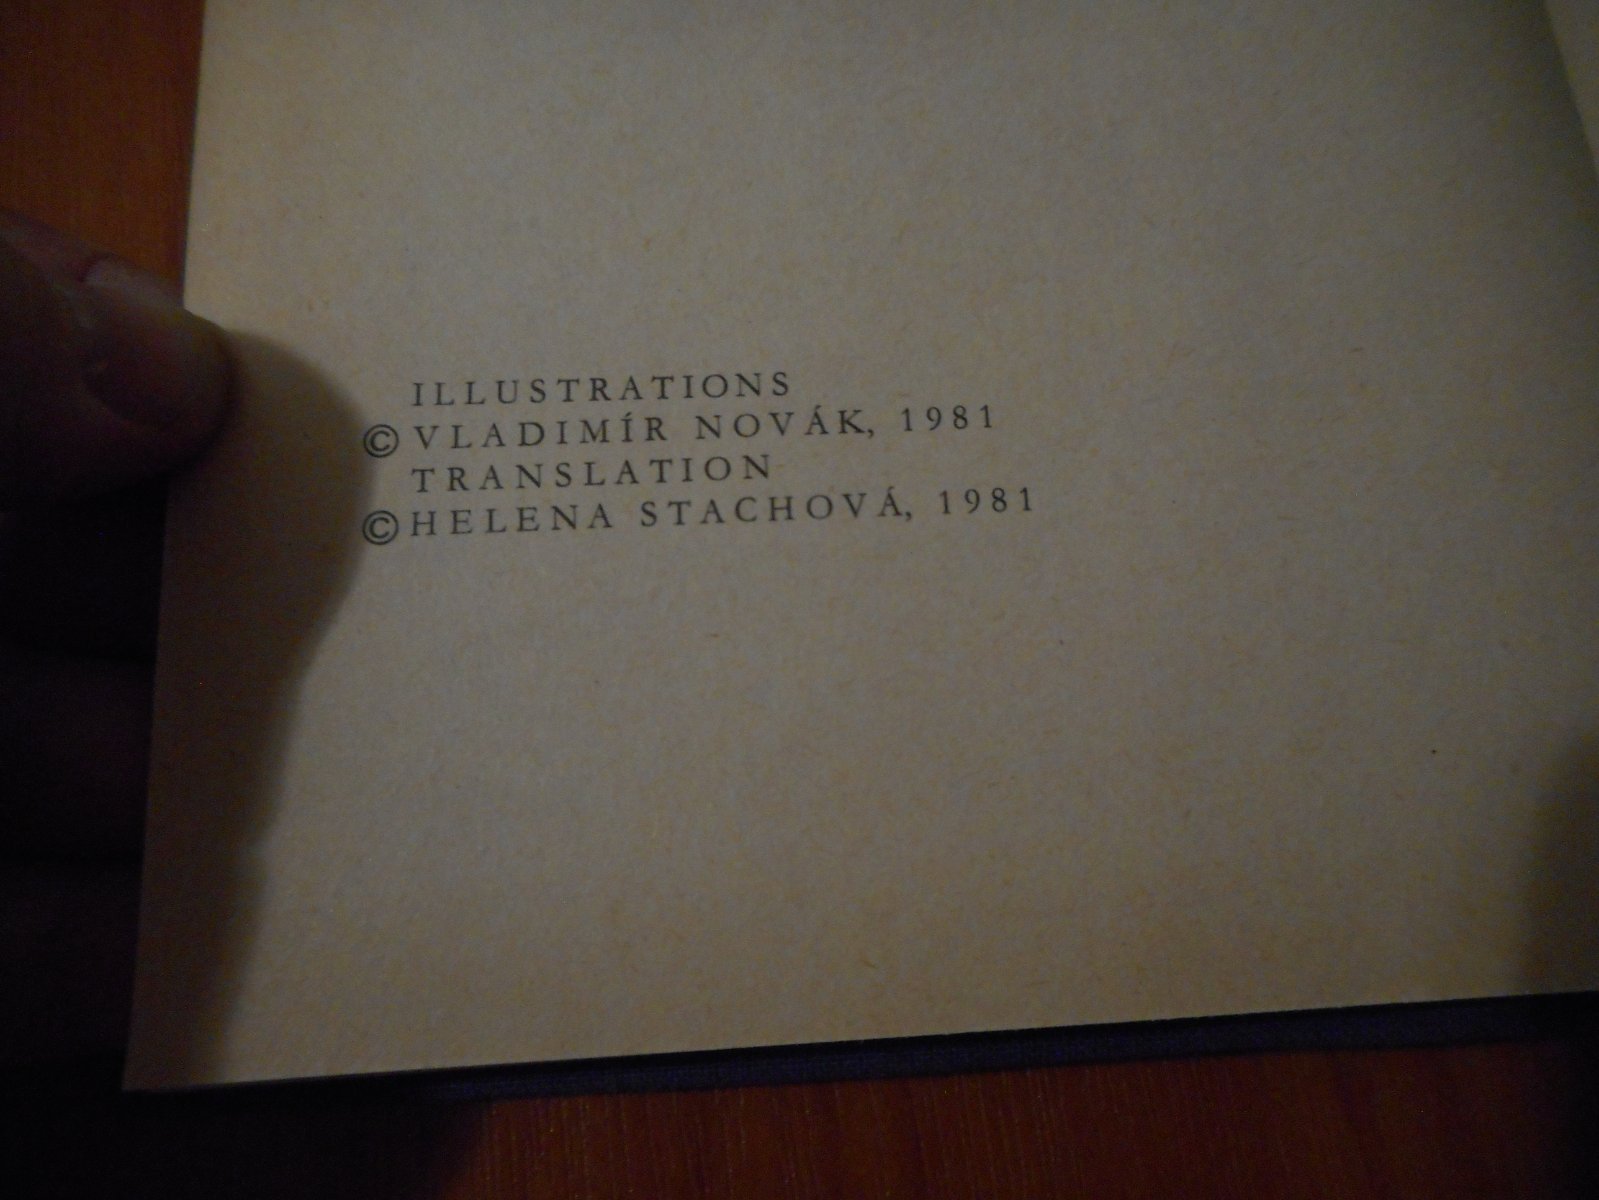 ILLUSTRATIONS
© VLADIMÍR NOVÁK, 1981
TRANSLATION
© HELENA STACHOVÁ, 1981